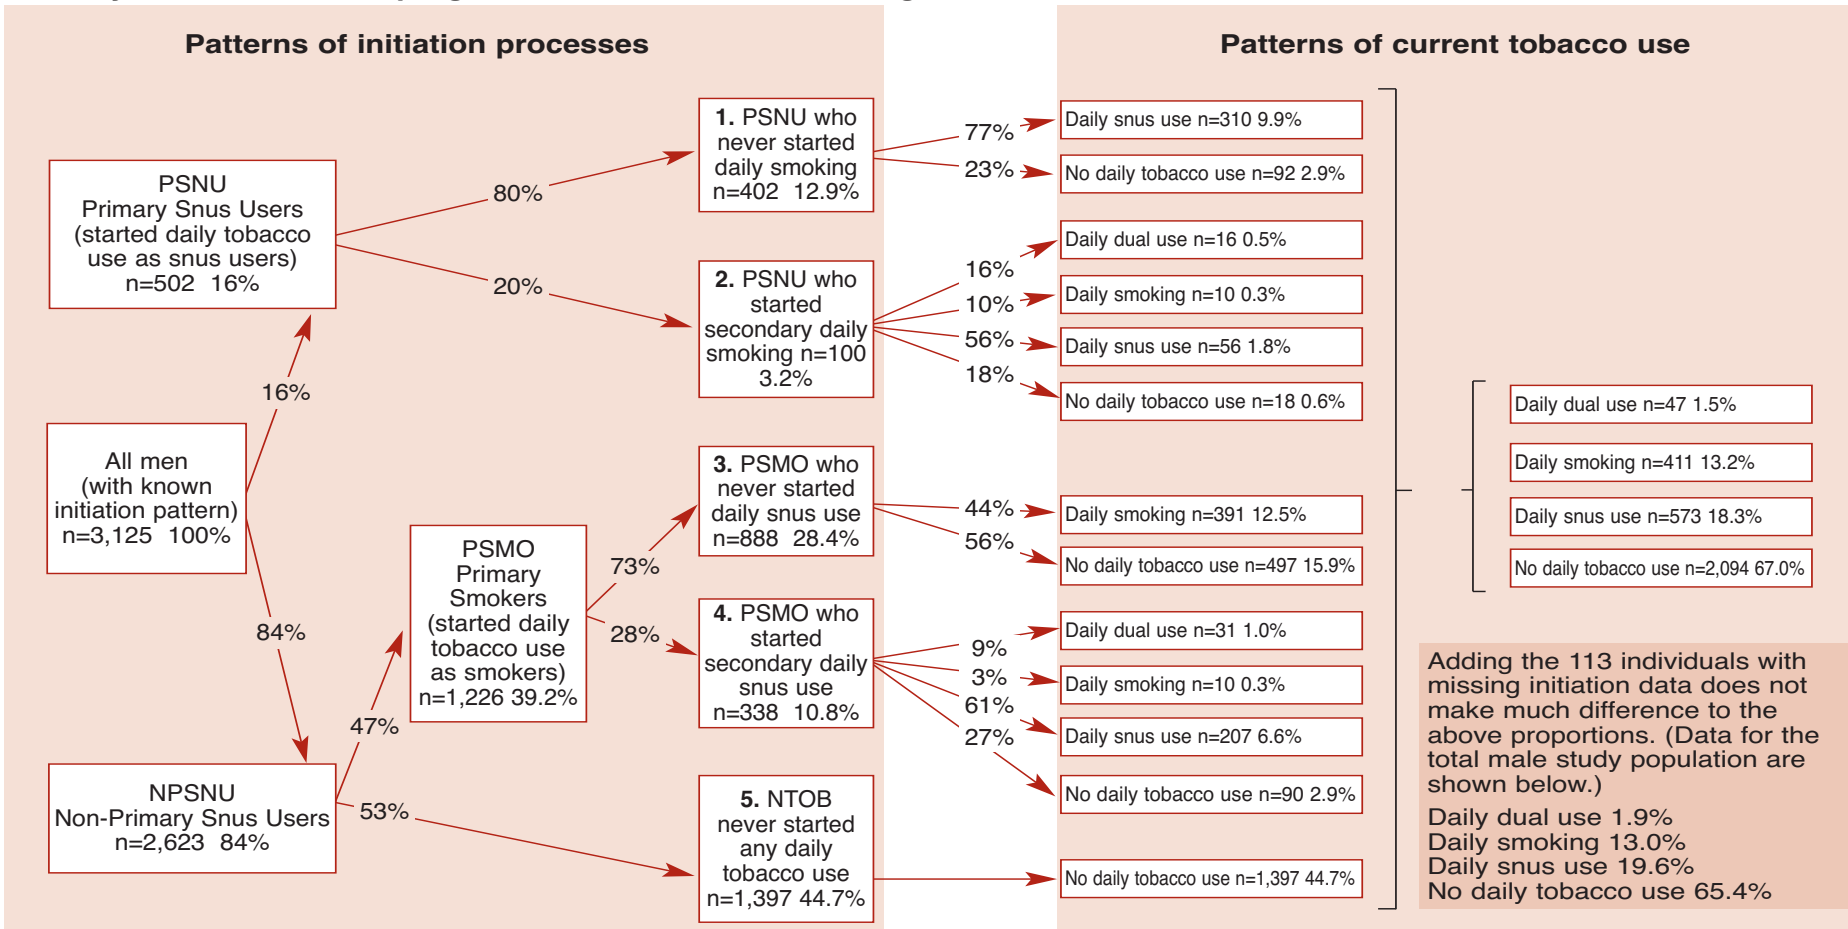 Patterns of initiation processes
Patterns of current tobacco use
PSNU
Primary Snus Users
(started daily tobacco
use as snus users)
n=502 16%
All men
(with known
initiation pattern)
n=3,125 100%
NPSNU
Non-Primary Snus Users
n=2,623 84%
16%
84%
80%
20%
47%
53%
PSMO
Primary
Smokers
(started daily
tobacco use
as smokers)
n=1,226 39.2%
73%
28%
1. PSNU who
never started
daily smoking
n=402 12.9%
2. PSNU who
started
secondary daily
smoking n=100
3.2%
3. PSMO who
never started
daily snus use
n=888 28.4%
4. PSMO who
started
secondary daily
snus use
n=338 10.8%
5. NTOB
never started
any daily
tobacco use
n=1,397 44.7%
77%
23%
16%
10%
56%
18%
44%
56%
9%
3%
61%
27%
Daily snus use n=310 9.9%
No daily tobacco use n=92 2.9%
Daily dual use n=16 0.5%
Daily smoking n=10 0.3%
Daily snus use n=56 1.8%
No daily tobacco use n=18 0.6%
Daily smoking n=391 12.5%
No daily tobacco use n=497 15.9%
Daily dual use n=31 1.0%
Daily smoking n=10 0.3%
Daily snus use n=207 6.6%
No daily tobacco use n=90 2.9%
No daily tobacco use n=1,397 44.7%
Daily dual use n=47 1.5%
Daily smoking n=411 13.2%
Daily snus use n=573 18.3%
No daily tobacco use n=2,094 67.0%
Adding the 113 individuals with
missing initiation data does not
make much difference to the
above proportions. (Data for the
total male study population are
shown below.)
Daily dual use 1.9%
Daily smoking 13.0%
Daily snus use 19.6%
No daily tobacco use 65.4%